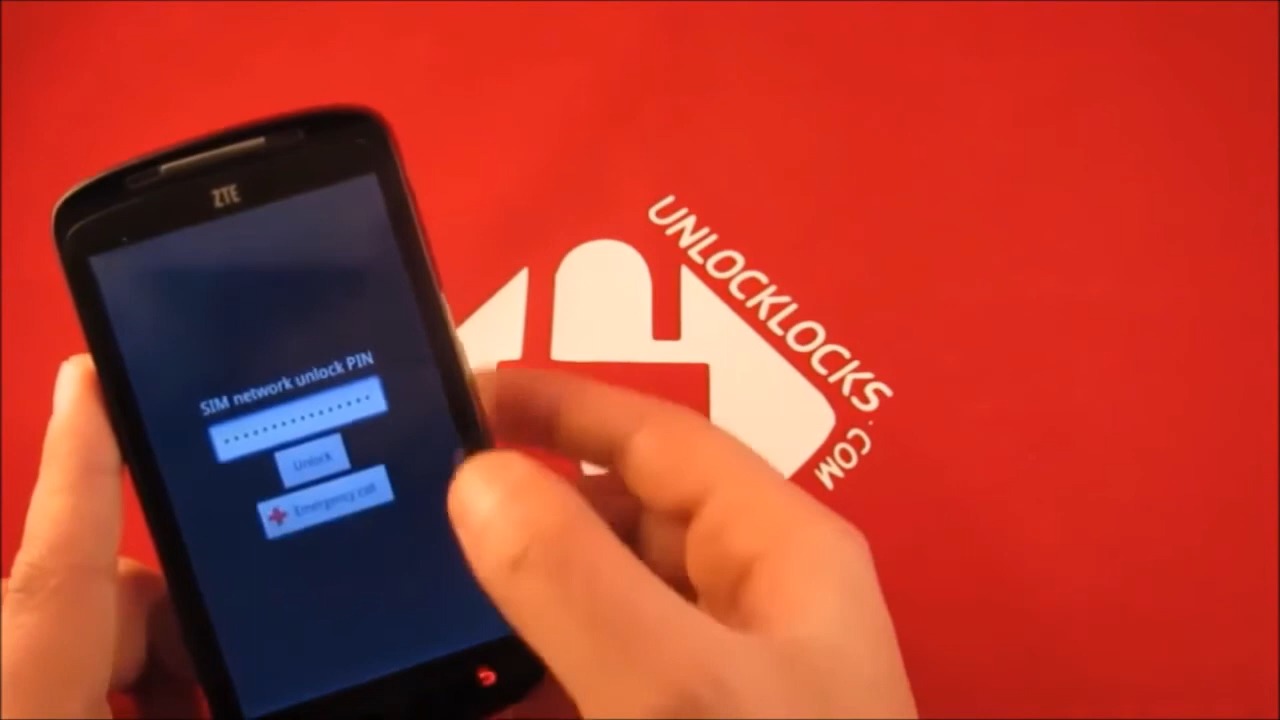 ZTE
SIM network unlock PIN
................
Unlock
Emergency call
UNLOCKLOCKS.COM